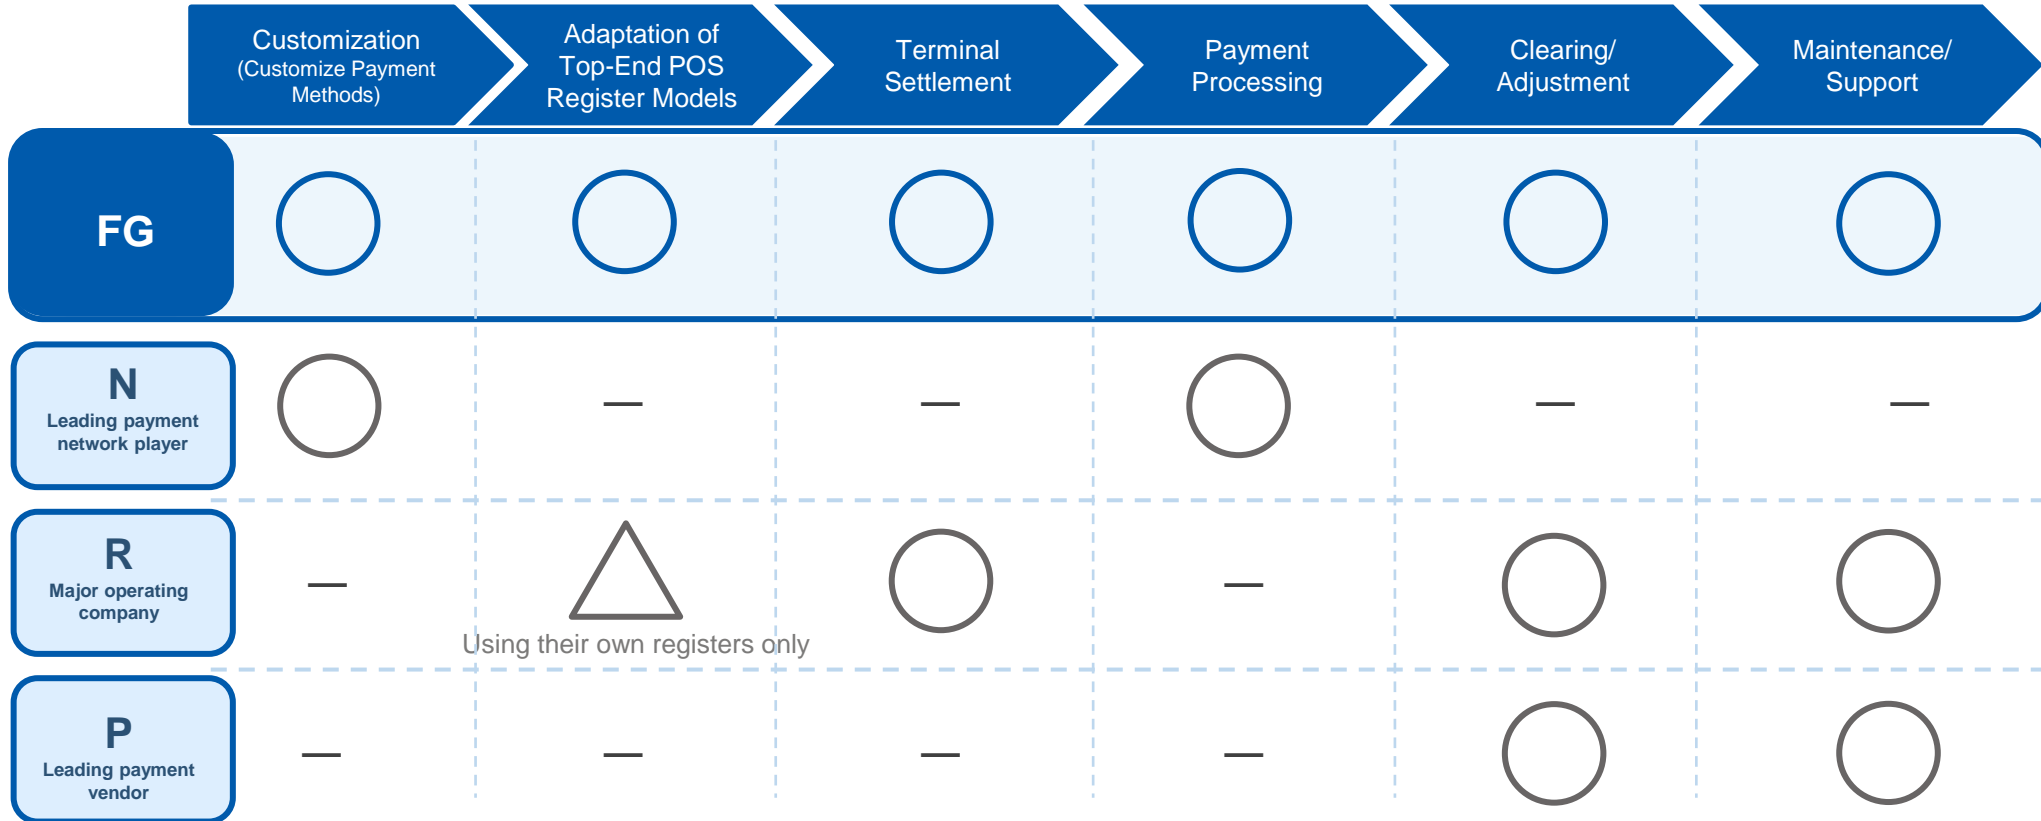 Customization
(Customize Payment
Methods)
Adaptation of
Top-End POS
Register Models
Terminal
Settlement
Payment
Processing
Clearing/
Adjustment
Maintenance/
Support
FG
N
Leading payment
network player
— — — —
R
Major operating
company
— —
Using their own registers only
P
Leading payment
vendor
— — — —